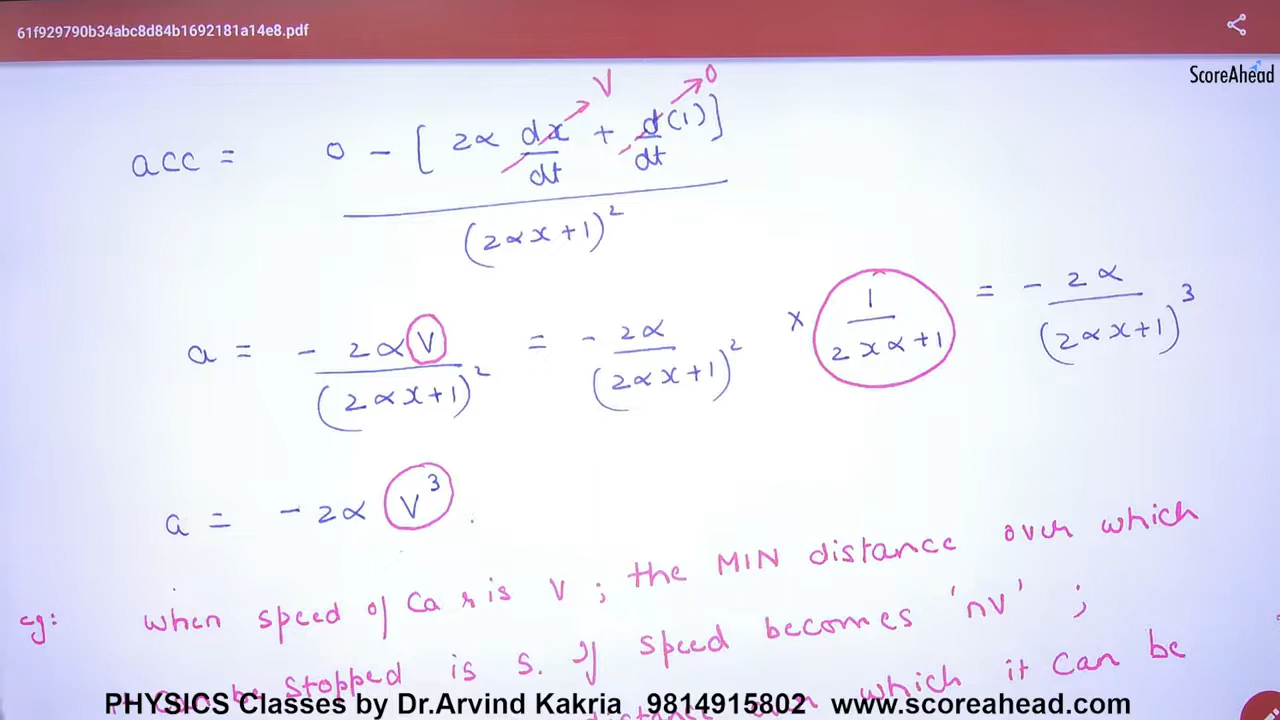 61f929790b34abc8d84b1692181a14e8.pdf
ScoreAhead
V 0
acc = 0 - [2α dx/dt + d/dt (1)] / (2αx+1)²
a = - 2αV / (2αx+1)² = - 2α / (2αx+1)² x 1 / 2xα+1 = - 2α / (2αx+1)³
a = - 2α V³ .
eg: when speed of Car is V ; the MIN distance over which
be stopped is s. If speed becomes 'nV' ;
which it can be
PHYSICS Classes by Dr.Arvind Kakria 9814915802 www.scoreahead.com